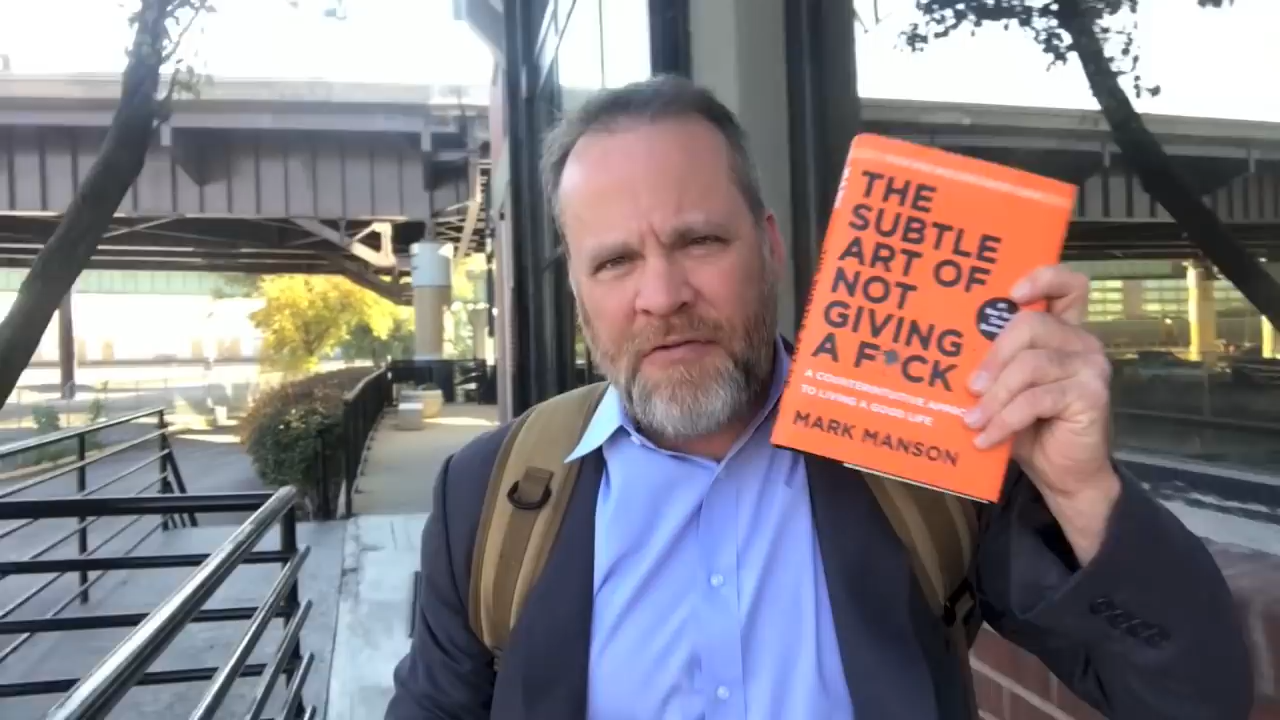 THE
SUBTLE
ART OF
NOT
GIVING
A F*CK
A COUNTERINTUITIVE
TO LIVING A GOOD LIFE
MARK MANSON